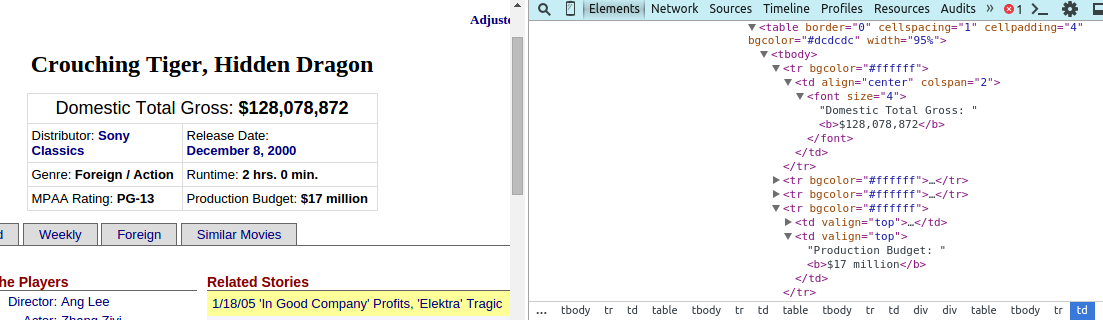 Adjuste
Crouching Tiger, Hidden Dragon
Domestic Total Gross: $128,078,872
Distributor: Sony
Classics
Release Date:
December 8, 2000
Genre: Foreign / Action
Runtime: 2 hrs. 0 min.
MPAA Rating: PG-13
Production Budget: $17 million
d
Weekly
Foreign
Similar Movies
he Players
Director: Ang Lee
Actor: Zhang Ziyi
Related Stories
1/18/05 'In Good Company' Profits, 'Elektra' Tragic
Elements Network Sources Timeline Profiles Resources Audits » 1
▼<table border="0" cellspacing="1" cellpadding="4"
bgcolor="#dcdcdc" width="95%">
▼<tbody>
▼<tr bgcolor="#ffffff">
▼<td align="center" colspan="2">
▼<font size="4">
"Domestic Total Gross: "
<b>$128,078,872</b>
</font>
</td>
</tr>
▶<tr bgcolor="#ffffff">…</tr>
▶<tr bgcolor="#ffffff">…</tr>
▼<tr bgcolor="#ffffff">
▶<td valign="top">…</td>
▼<td valign="top">
"Production Budget: "
<b>$17 million</b>
</td>
</tr>
... tbody tr td table tbody tr td table tbody tr td div div table tbody tr td